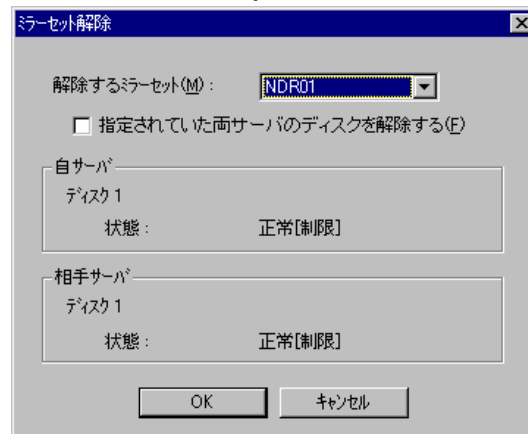 ﾐﾗｰｾｯﾄ解除
解除するﾐﾗｰｾｯﾄ(M)： NDR01
指定されていた両サーバのディスクを解除する(F)
自サーバ
ﾃﾞｨｽｸ 1
状態： 正常[制限]
相手サーバ
ﾃﾞｨｽｸ 1
状態： 正常[制限]
OK ｷｬﾝｾﾙ